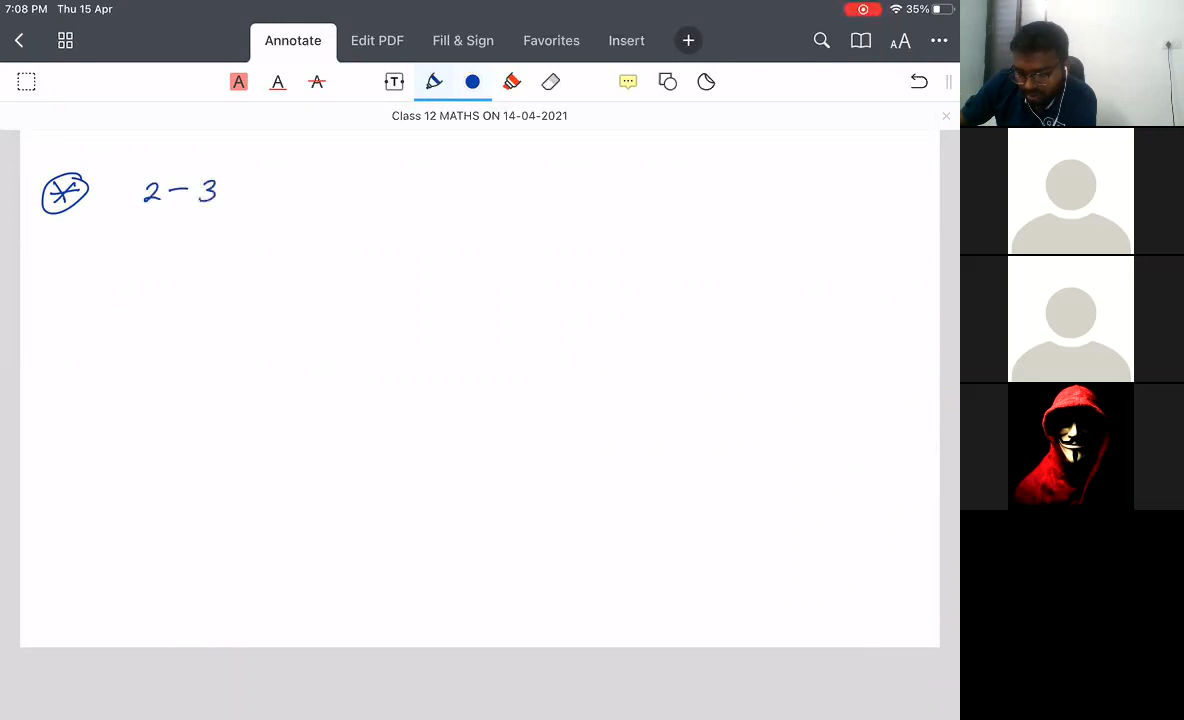 7:08 PM Thu 15 Apr 35%
Annotate Edit PDF Fill & Sign Favorites Insert
Class 12 MATHS ON 14-04-2021
* 2 - 3